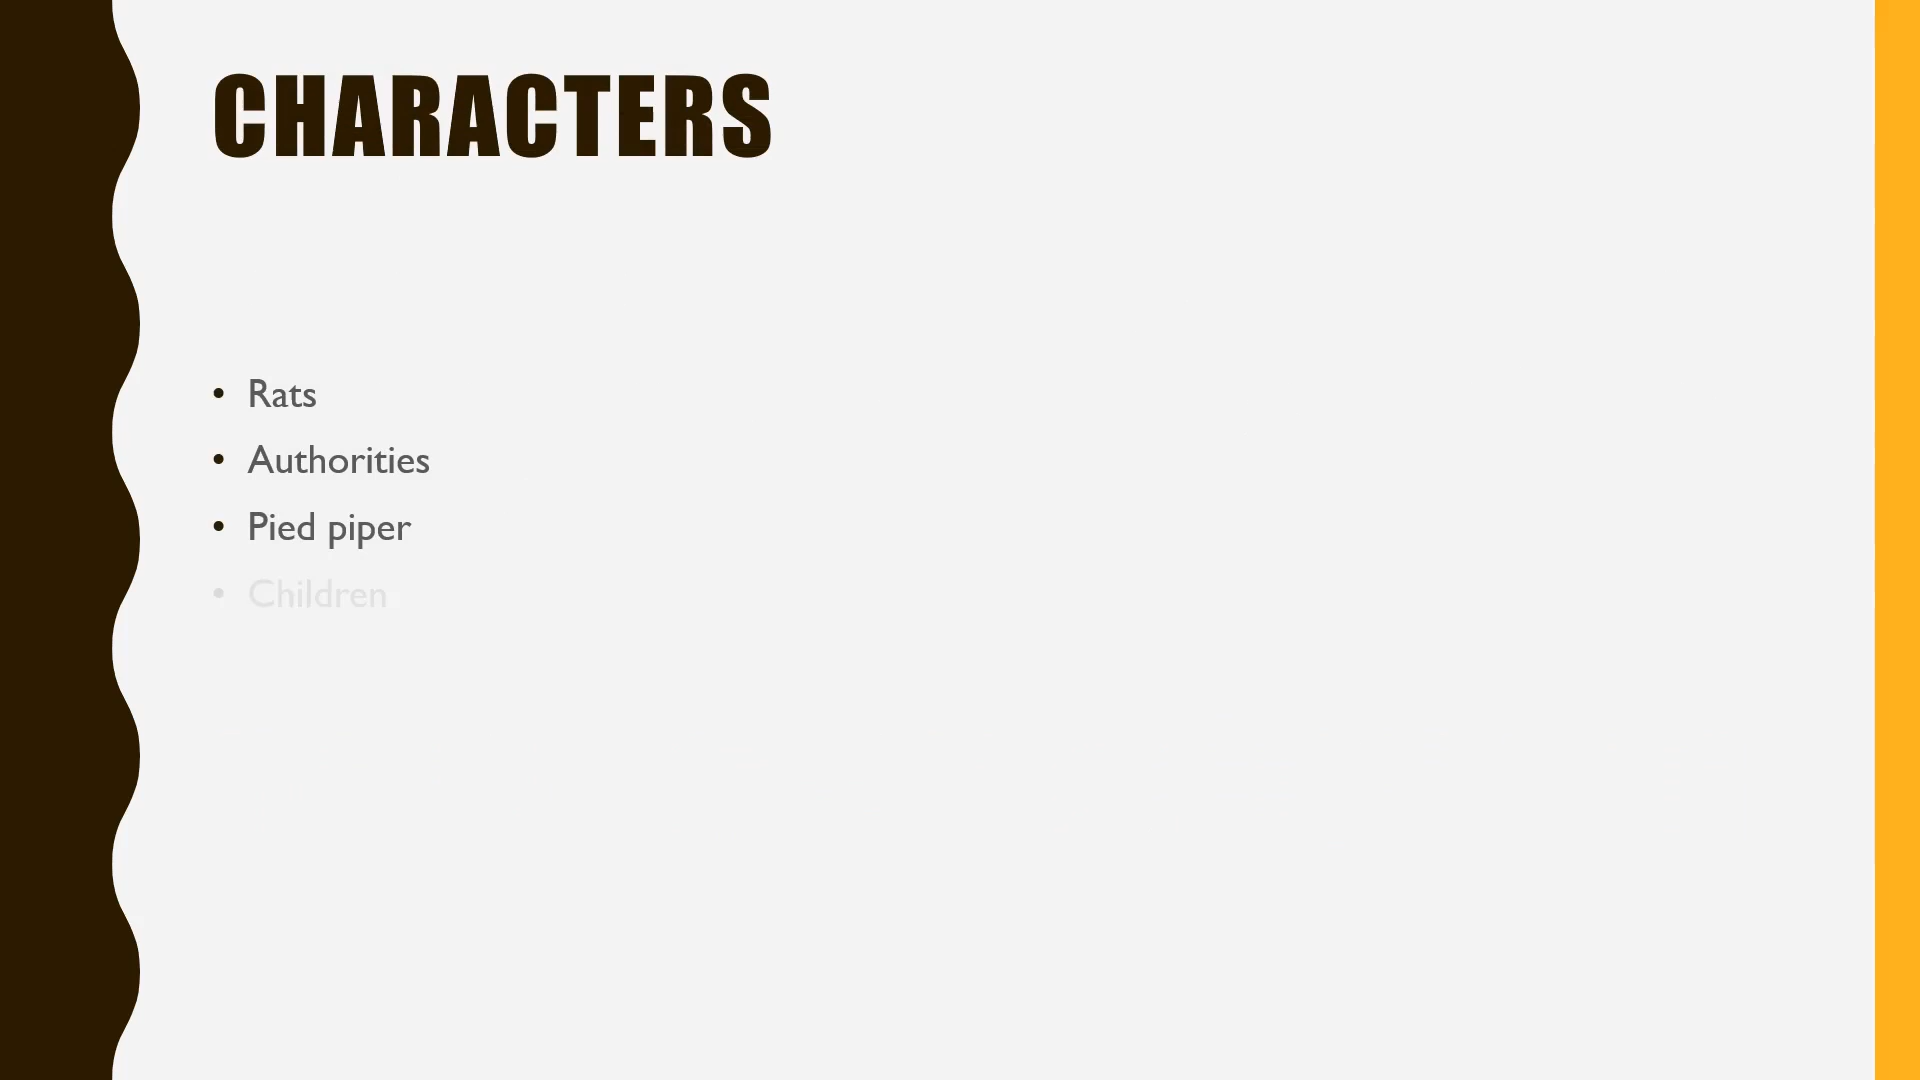 CHARACTERS
• Rats
• Authorities
• Pied piper
• Children